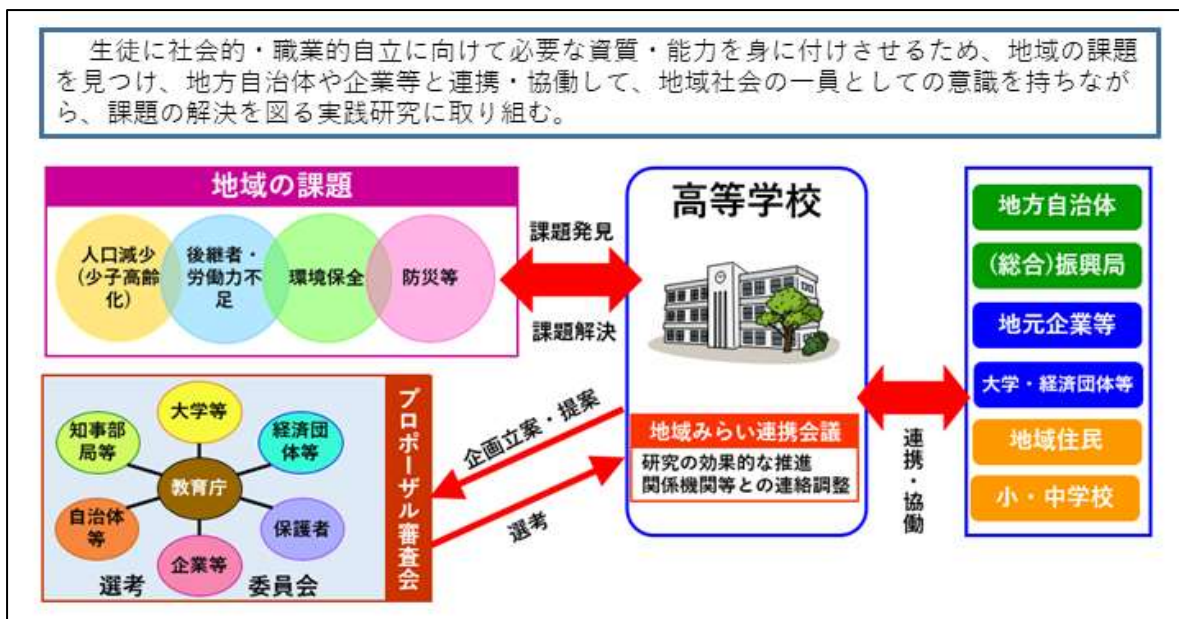 生徒に社会的・職業的自立に向けて必要な資質・能力を身に付けさせるため、地域の課題
を見つけ、地方自治体や企業等と連携・協働して、地域社会の一員としての意識を持ちなが
ら、課題の解決を図る実践研究に取り組む。
地域の課題
人口減少
(少子高齢
化)
後継者・
労働力不
足
環境保全
防災等
課題発見
課題解決
高等学校
地域みらい連携会議
研究の効果的な推進
関係機関等との連絡調整
地方自治体
(総合)振興局
地元企業等
大学・経済団体等
地域住民
小・中学校
連携・協働
企画立案・提案
選考
プロポーザル審査会
大学等
知事部
局等
経済団
体等
教育庁
自治体
等
保護者
企業等
選考 委員会